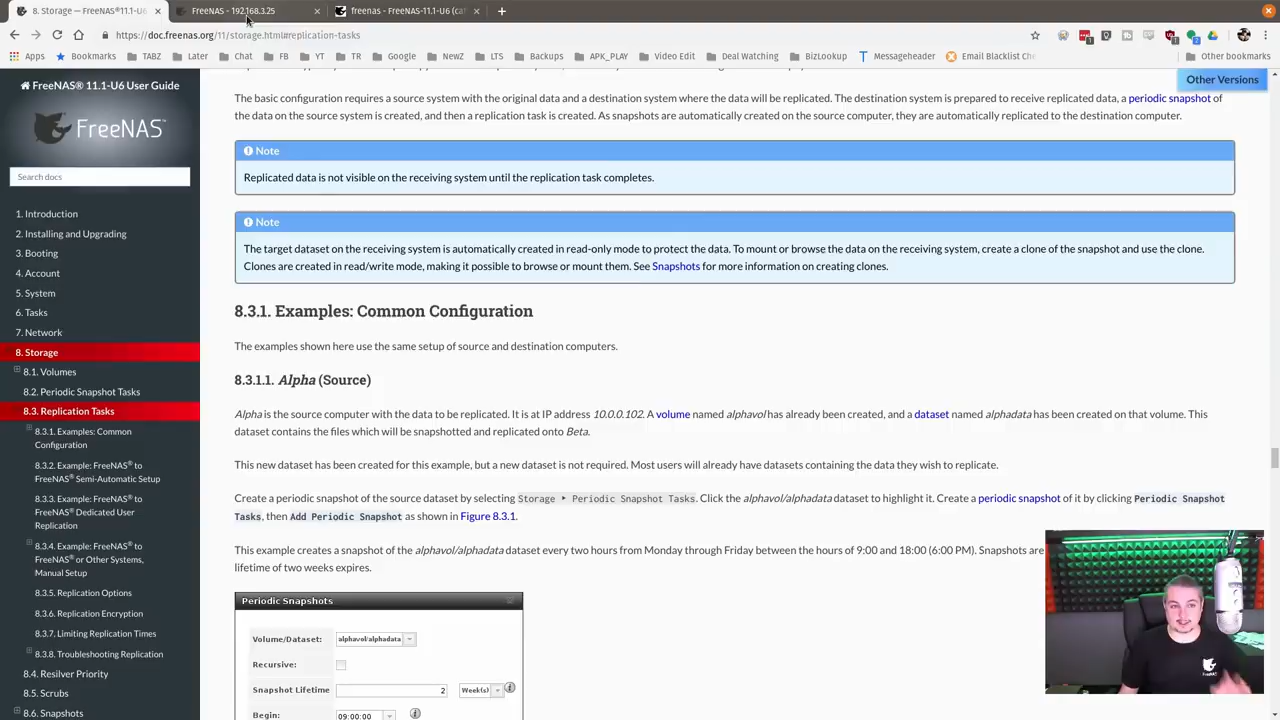 8. Storage — FreeNAS®11.1-U6
FreeNAS - 192.168.3.25
freenas - FreeNAS-11.1-U6 (ca
https://doc.freenas.org/11/storage.html#replication-tasks
Apps
Bookmarks
TABZ
Later
Chat
FB
YT
TR
Google
NewZ
LTS
Backups
APK_PLAY
Video Edit
Deal Watching
BizLookup
Messageheader
Email Blacklist Che
Other bookmarks
FreeNAS® 11.1-U6 User Guide
FreeNAS
Search docs
1. Introduction
2. Installing and Upgrading
3. Booting
4. Account
5. System
6. Tasks
7. Network
8. Storage
8.1. Volumes
8.2. Periodic Snapshot Tasks
8.3. Replication Tasks
8.3.1. Examples: Common
Configuration
8.3.2. Example: FreeNAS® to
FreeNAS® Semi-Automatic Setup
8.3.3. Example: FreeNAS® to
FreeNAS® Dedicated User
Replication
8.3.4. Example: FreeNAS® to
FreeNAS® or Other Systems,
Manual Setup
8.3.5. Replication Options
8.3.6. Replication Encryption
8.3.7. Limiting Replication Times
8.3.8. Troubleshooting Replication
8.4. Resilver Priority
8.5. Scrubs
8.6. Snapshots
Other Versions
The basic configuration requires a source system with the original data and a destination system where the data will be replicated. The destination system is prepared to receive replicated data, a periodic snapshot of
the data on the source system is created, and then a replication task is created. As snapshots are automatically created on the source computer, they are automatically replicated to the destination computer.
Note
Replicated data is not visible on the receiving system until the replication task completes.
Note
The target dataset on the receiving system is automatically created in read-only mode to protect the data. To mount or browse the data on the receiving system, create a clone of the snapshot and use the clone.
Clones are created in read/write mode, making it possible to browse or mount them. See Snapshots for more information on creating clones.
8.3.1. Examples: Common Configuration
The examples shown here use the same setup of source and destination computers.
8.3.1.1. Alpha (Source)
Alpha is the source computer with the data to be replicated. It is at IP address 10.0.0.102. A volume named alphavol has already been created, and a dataset named alphadata has been created on that volume. This
dataset contains the files which will be snapshotted and replicated onto Beta.
This new dataset has been created for this example, but a new dataset is not required. Most users will already have datasets containing the data they wish to replicate.
Create a periodic snapshot of the source dataset by selecting Storage ‣ Periodic Snapshot Tasks. Click the alphavol/alphadata dataset to highlight it. Create a periodic snapshot of it by clicking Periodic Snapshot
Tasks, then Add Periodic Snapshot as shown in Figure 8.3.1.
This example creates a snapshot of the alphavol/alphadata dataset every two hours from Monday through Friday between the hours of 9:00 and 18:00 (6:00 PM). Snapshots are
lifetime of two weeks expires.
Periodic Snapshots
Volume/Dataset: alphavol/alphadata
Recursive:
Snapshot Lifetime 2 Week(s)
Begin: 09:00:00
FreeNAS